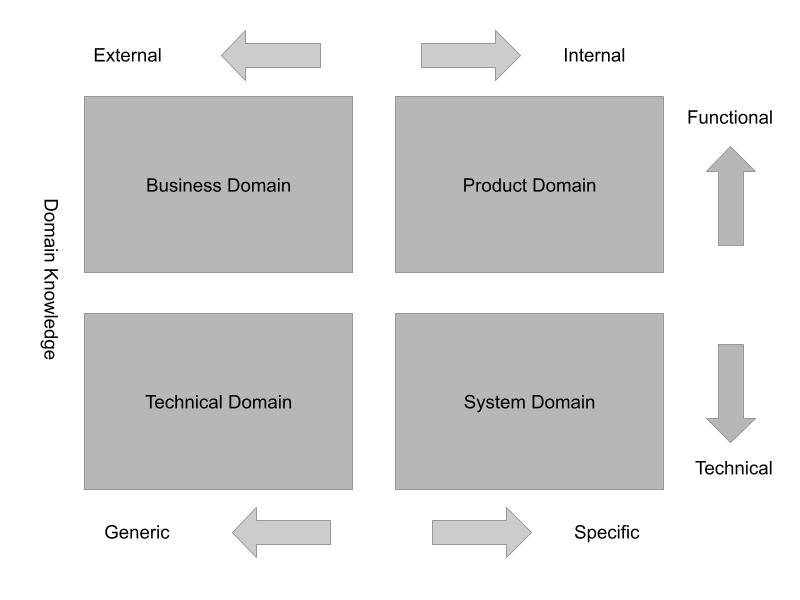 External
Internal
Functional
Business Domain
Product Domain
Domain Knowledge
Technical Domain
System Domain
Technical
Generic
Specific